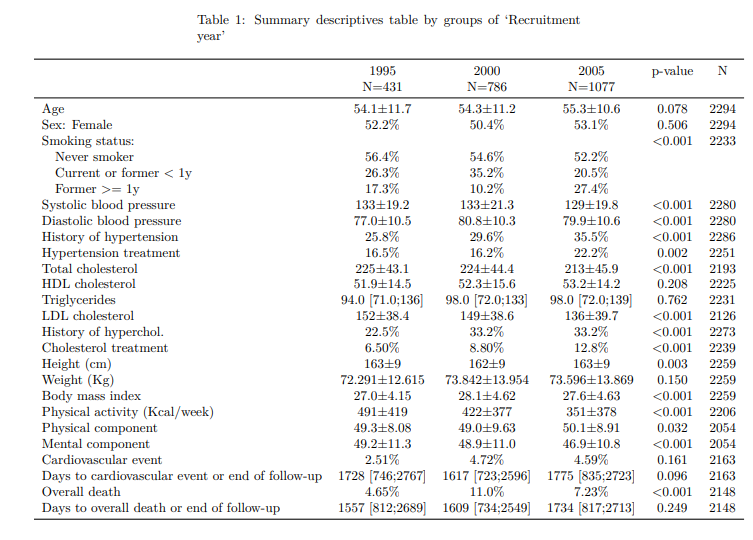 Table 1: Summary descriptives table by groups of ‘Recruitment
year’
1995 2000 2005 p-value N
N=431 N=786 N=1077
Age 54.1±11.7 54.3±11.2 55.3±10.6 0.078 2294
Sex: Female 52.2% 50.4% 53.1% 0.506 2294
Smoking status: <0.001 2233
Never smoker 56.4% 54.6% 52.2%
Current or former < 1y 26.3% 35.2% 20.5%
Former >= 1y 17.3% 10.2% 27.4%
Systolic blood pressure 133±19.2 133±21.3 129±19.8 <0.001 2280
Diastolic blood pressure 77.0±10.5 80.8±10.3 79.9±10.6 <0.001 2280
History of hypertension 25.8% 29.6% 35.5% <0.001 2286
Hypertension treatment 16.5% 16.2% 22.2% 0.002 2251
Total cholesterol 225±43.1 224±44.4 213±45.9 <0.001 2193
HDL cholesterol 51.9±14.5 52.3±15.6 53.2±14.2 0.208 2225
Triglycerides 94.0 [71.0;136] 98.0 [72.0;133] 98.0 [72.0;139] 0.762 2231
LDL cholesterol 152±38.4 149±38.6 136±39.7 <0.001 2126
History of hyperchol. 22.5% 33.2% 33.2% <0.001 2273
Cholesterol treatment 6.50% 8.80% 12.8% <0.001 2239
Height (cm) 163±9 162±9 163±9 0.003 2259
Weight (Kg) 72.291±12.615 73.842±13.954 73.596±13.869 0.150 2259
Body mass index 27.0±4.15 28.1±4.62 27.6±4.63 <0.001 2259
Physical activity (Kcal/week) 491±419 422±377 351±378 <0.001 2206
Physical component 49.3±8.08 49.0±9.63 50.1±8.91 0.032 2054
Mental component 49.2±11.3 48.9±11.0 46.9±10.8 <0.001 2054
Cardiovascular event 2.51% 4.72% 4.59% 0.161 2163
Days to cardiovascular event or end of follow-up 1728 [746;2767] 1617 [723;2596] 1775 [835;2723] 0.096 2163
Overall death 4.65% 11.0% 7.23% <0.001 2148
Days to overall death or end of follow-up 1557 [812;2689] 1609 [734;2549] 1734 [817;2713] 0.249 2148